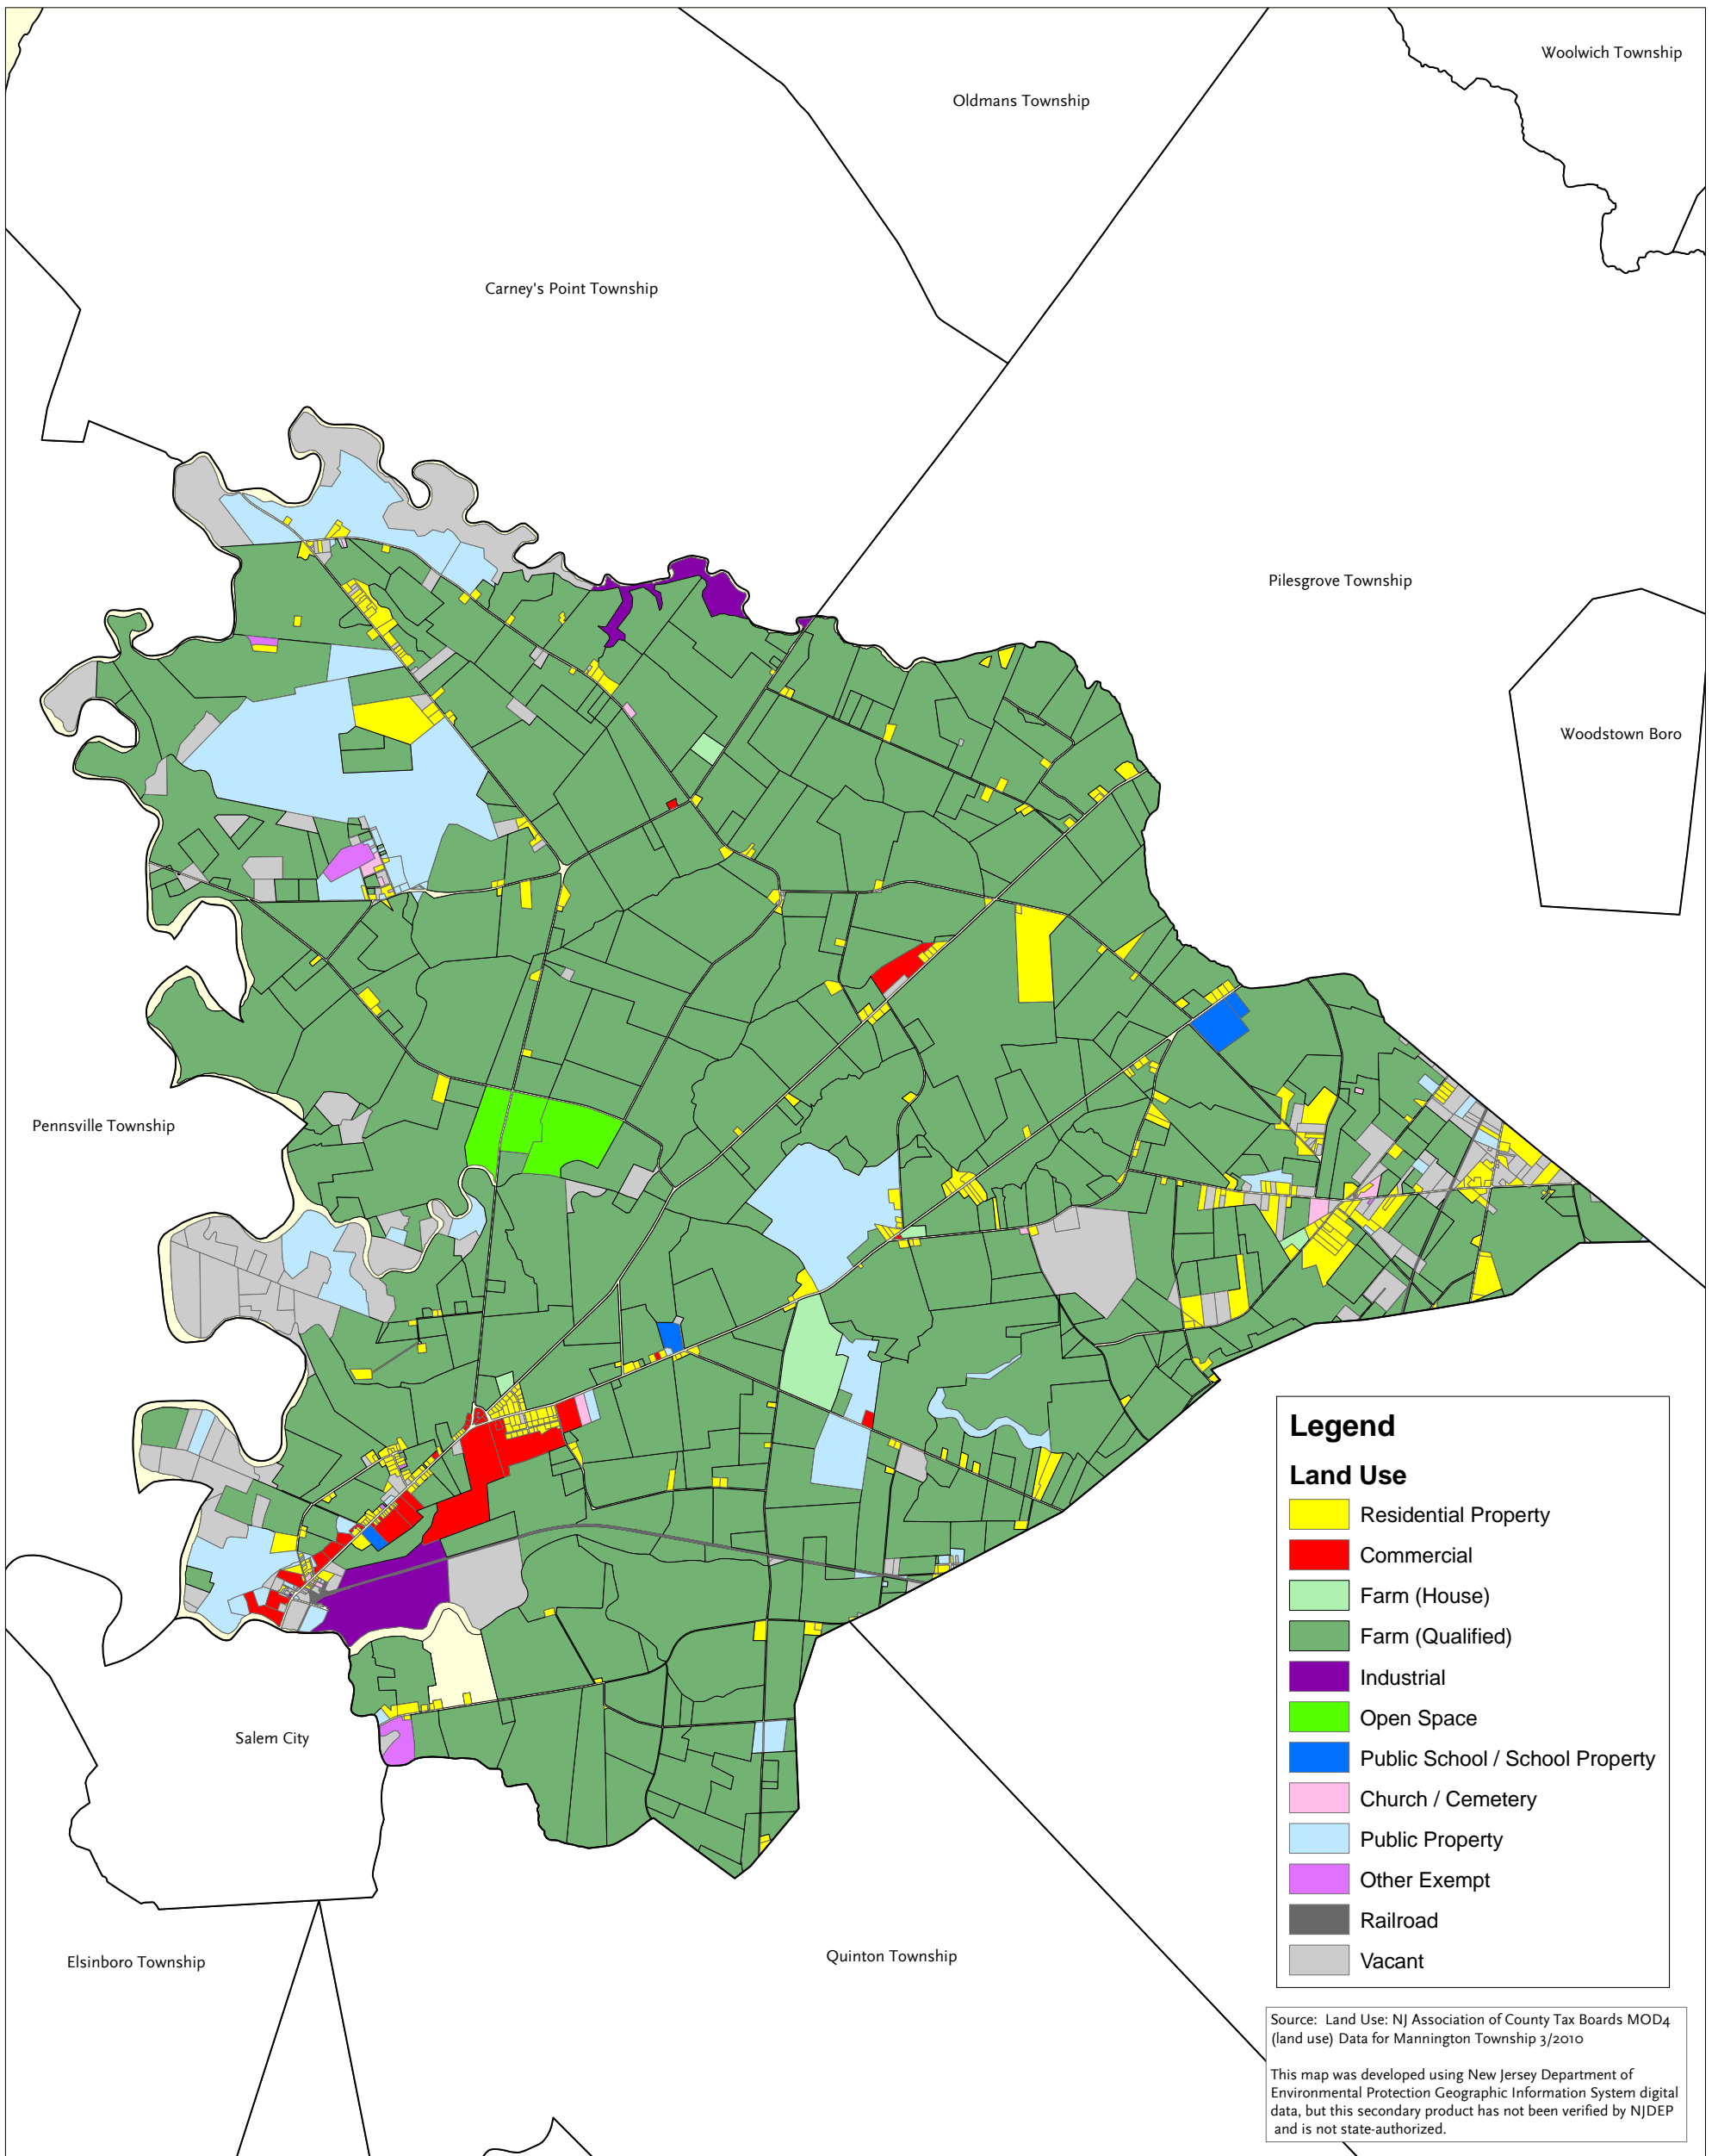 Woolwich Township
Oldmans Township
Carney's Point Township
Pilesgrove Township
Woodstown Boro
Pennsville Township
Salem City
Elsinboro Township
Quinton Township
Legend
Land Use
Residential Property
Commercial
Farm (House)
Farm (Qualified)
Industrial
Open Space
Public School / School Property
Church / Cemetery
Public Property
Other Exempt
Railroad
Vacant
Source:  Land Use: NJ Association of County Tax Boards MOD4
(land use) Data for Mannington Township 3/2010
This map was developed using New Jersey Department of
Environmental Protection Geographic Information System digital
data, but this secondary product has not been verified by NJDEP
and is not state-authorized.